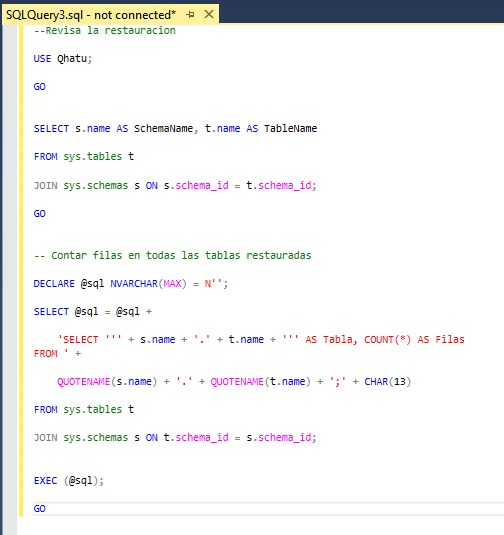 SQLQuery3.sql - not connected*
--Revisa la restauracion
USE Qhatu;
GO
SELECT s.name AS SchemaName, t.name AS TableName
FROM sys.tables t
JOIN sys.schemas s ON s.schema_id = t.schema_id;
GO
-- Contar filas en todas las tablas restauradas
DECLARE @sql NVARCHAR(MAX) = N'';
SELECT @sql = @sql +
'SELECT ''' + s.name + '.' + t.name + ''' AS Tabla, COUNT(*) AS Filas
FROM ' +
QUOTENAME(s.name) + '.' + QUOTENAME(t.name) + ';' + CHAR(13)
FROM sys.tables t
JOIN sys.schemas s ON t.schema_id = s.schema_id;
EXEC (@sql);
GO